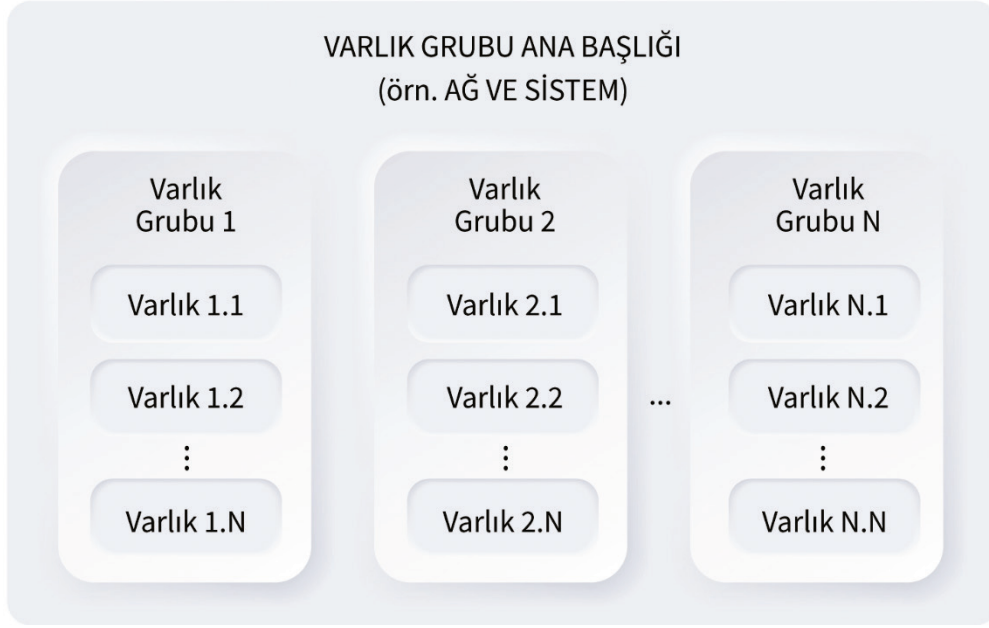 VARLIK GRUBU ANA BAŞLIĞI
(örn. AĞ VE SİSTEM)
Varlık
Grubu 1
Varlık 1.1
Varlık 1.2
⋮
Varlık 1.N
Varlık
Grubu 2
Varlık 2.1
Varlık 2.2
⋮
Varlık 2.N
...
Varlık
Grubu N
Varlık N.1
Varlık N.2
⋮
Varlık N.N